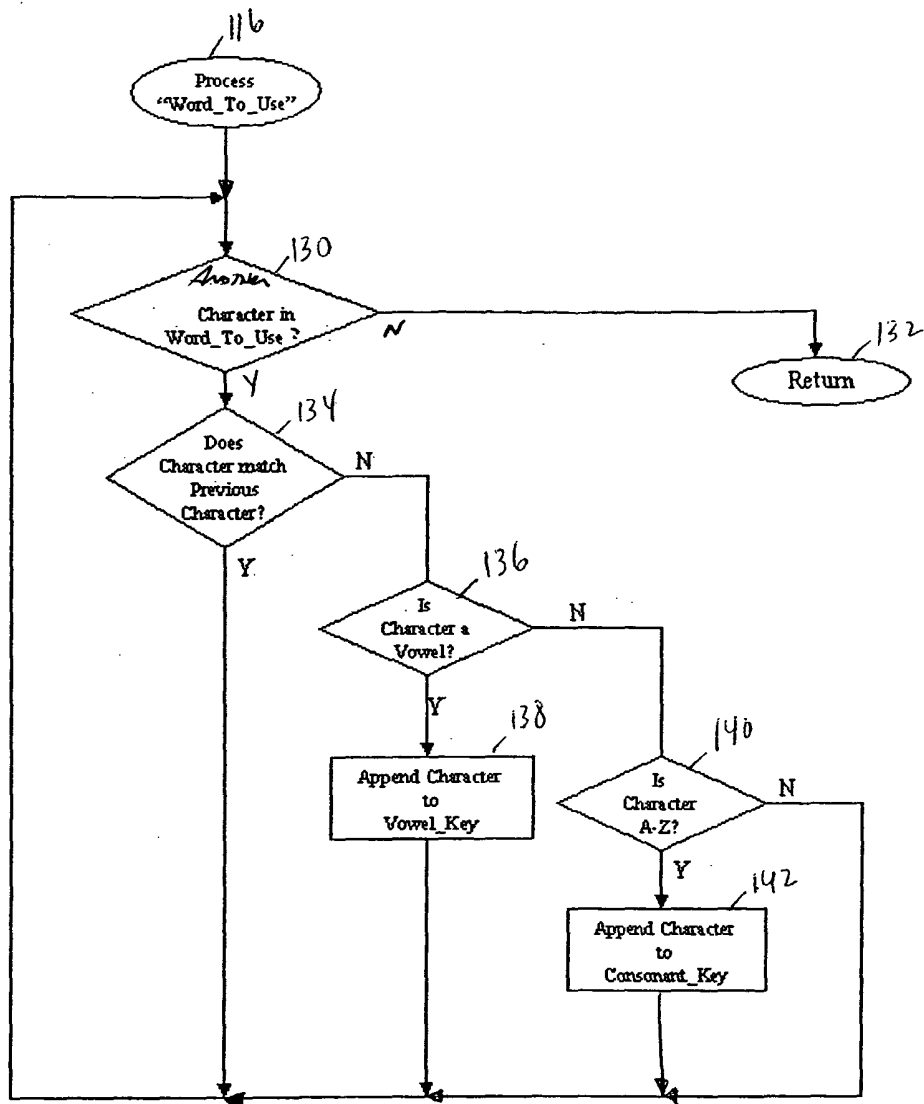 116
Process
“Word_To_Use”
130
Another
Character in
Word_To_Use ?
N
132
Return
Y
134
Does
Character match
Previous
Character?
N
Y
136
Is
Character a
Vowel?
N
Y
138
Append Character
to
Vowel_Key
140
Is
Character
A-Z?
N
Y
142
Append Character
to
Consonant_Key